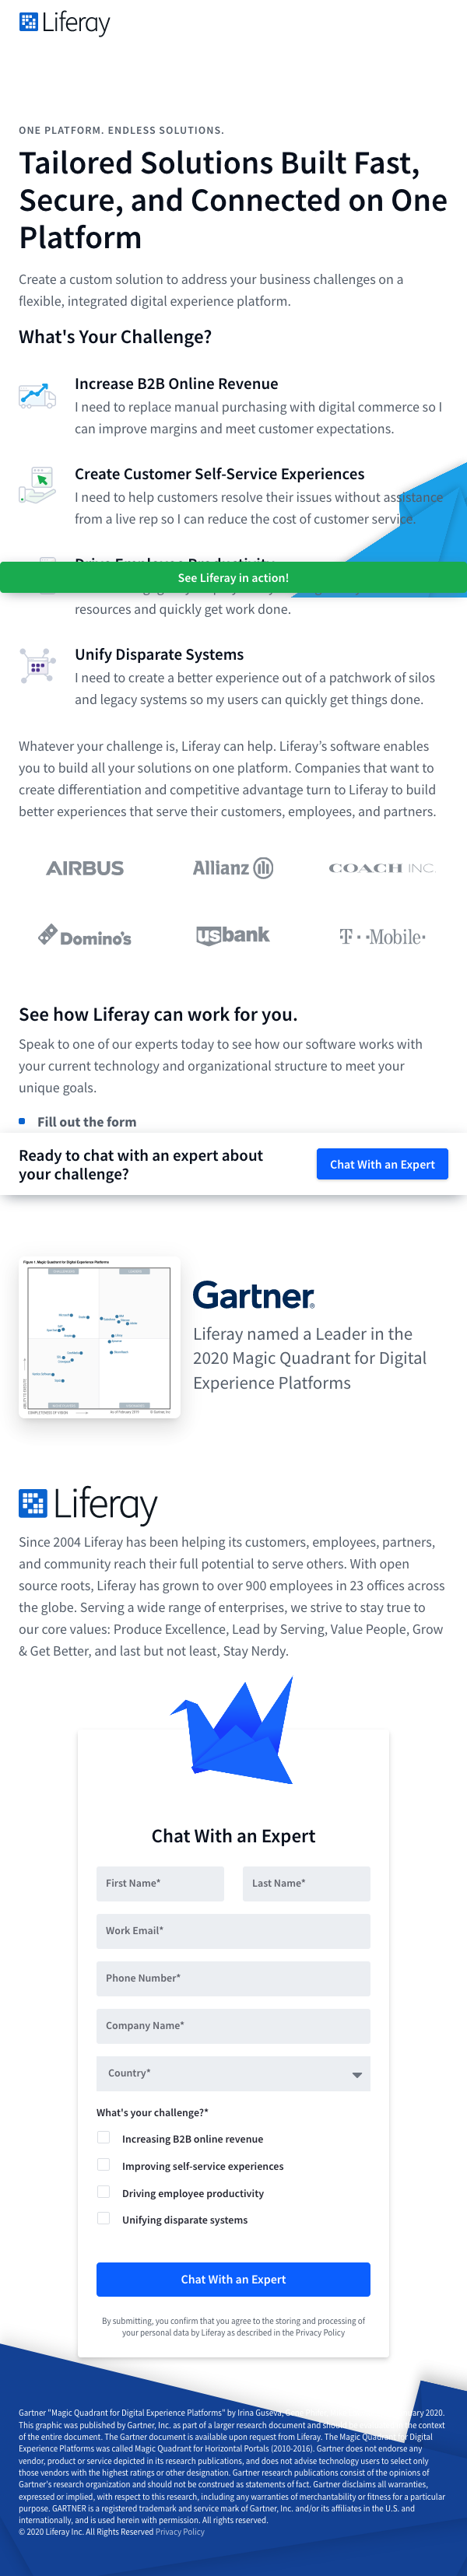 Liferay
ONE PLATFORM. ENDLESS SOLUTIONS.
Tailored Solutions Built Fast,
Secure, and Connected on One
Platform
Create a custom solution to address your business challenges on a
flexible, integrated digital experience platform.
What's Your Challenge?
Increase B2B Online Revenue
I need to replace manual purchasing with digital commerce so I
can improve margins and meet customer expectations.
Create Customer Self-Service Experiences
I need to help customers resolve their issues without assistance
from a live rep so I can reduce the cost of customer service.
Drive Employee Productivity
See Liferay in action!
resources and quickly get work done.
Unify Disparate Systems
I need to create a better experience out of a patchwork of silos
and legacy systems so my users can quickly get things done.
Whatever your challenge is, Liferay can help. Liferay’s software enables
you to build all your solutions on one platform. Companies that want to
create differentiation and competitive advantage turn to Liferay to build
better experiences that serve their customers, employees, and partners.
AIRBUS Allianz COACH INC
Domino's usbank T··Mobile·
See how Liferay can work for you.
Speak to one of our experts today to see how our software works with
your current technology and organizational structure to meet your
unique goals.
Fill out the form
Ready to chat with an expert about
your challenge?
Chat With an Expert
Figure 1. Magic Quadrant for Digital Experience Platforms
COMPLETENESS OF VISION
Gartner®
Liferay named a Leader in the
2020 Magic Quadrant for Digital
Experience Platforms
Liferay
Since 2004 Liferay has been helping its customers, employees, partners,
and community reach their full potential to serve others. With open
source roots, Liferay has grown to over 900 employees in 23 offices across
the globe. Serving a wide range of enterprises, we strive to stay true to
our core values: Produce Excellence, Lead by Serving, Value People, Grow
& Get Better, and last but not least, Stay Nerdy.
Chat With an Expert
First Name* Last Name*
Work Email*
Phone Number*
Company Name*
Country*
What's your challenge?*
Increasing B2B online revenue
Improving self-service experiences
Driving employee productivity
Unifying disparate systems
Chat With an Expert
By submitting, you confirm that you agree to the storing and processing of
your personal data by Liferay as described in the Privacy Policy
Gartner "Magic Quadrant for Digital Experience Platforms" by Irina Guseva, 2020.
This graphic was published by Gartner, Inc. as part of a larger research document and context
of the entire document. The Gartner document is available upon request from Liferay. The Magic Digital
Experience Platforms was called Magic Quadrant for Horizontal Portals (2010-2016). Gartner does not endorse any
vendor, product or service depicted in its research publications, and does not advise technology users to select only
those vendors with the highest ratings or other designation. Gartner research publications consist of the opinions of
Gartner's research organization and should not be construed as statements of fact. Gartner disclaims all warranties,
expressed or implied, with respect to this research, including any warranties of merchantability or fitness for a particular
purpose. GARTNER is a registered trademark and service mark of Gartner, Inc. and/or its affiliates in the U.S. and
internationally, and is used herein with permission. All rights reserved.
© 2020 Liferay Inc. All Rights Reserved Privacy Policy